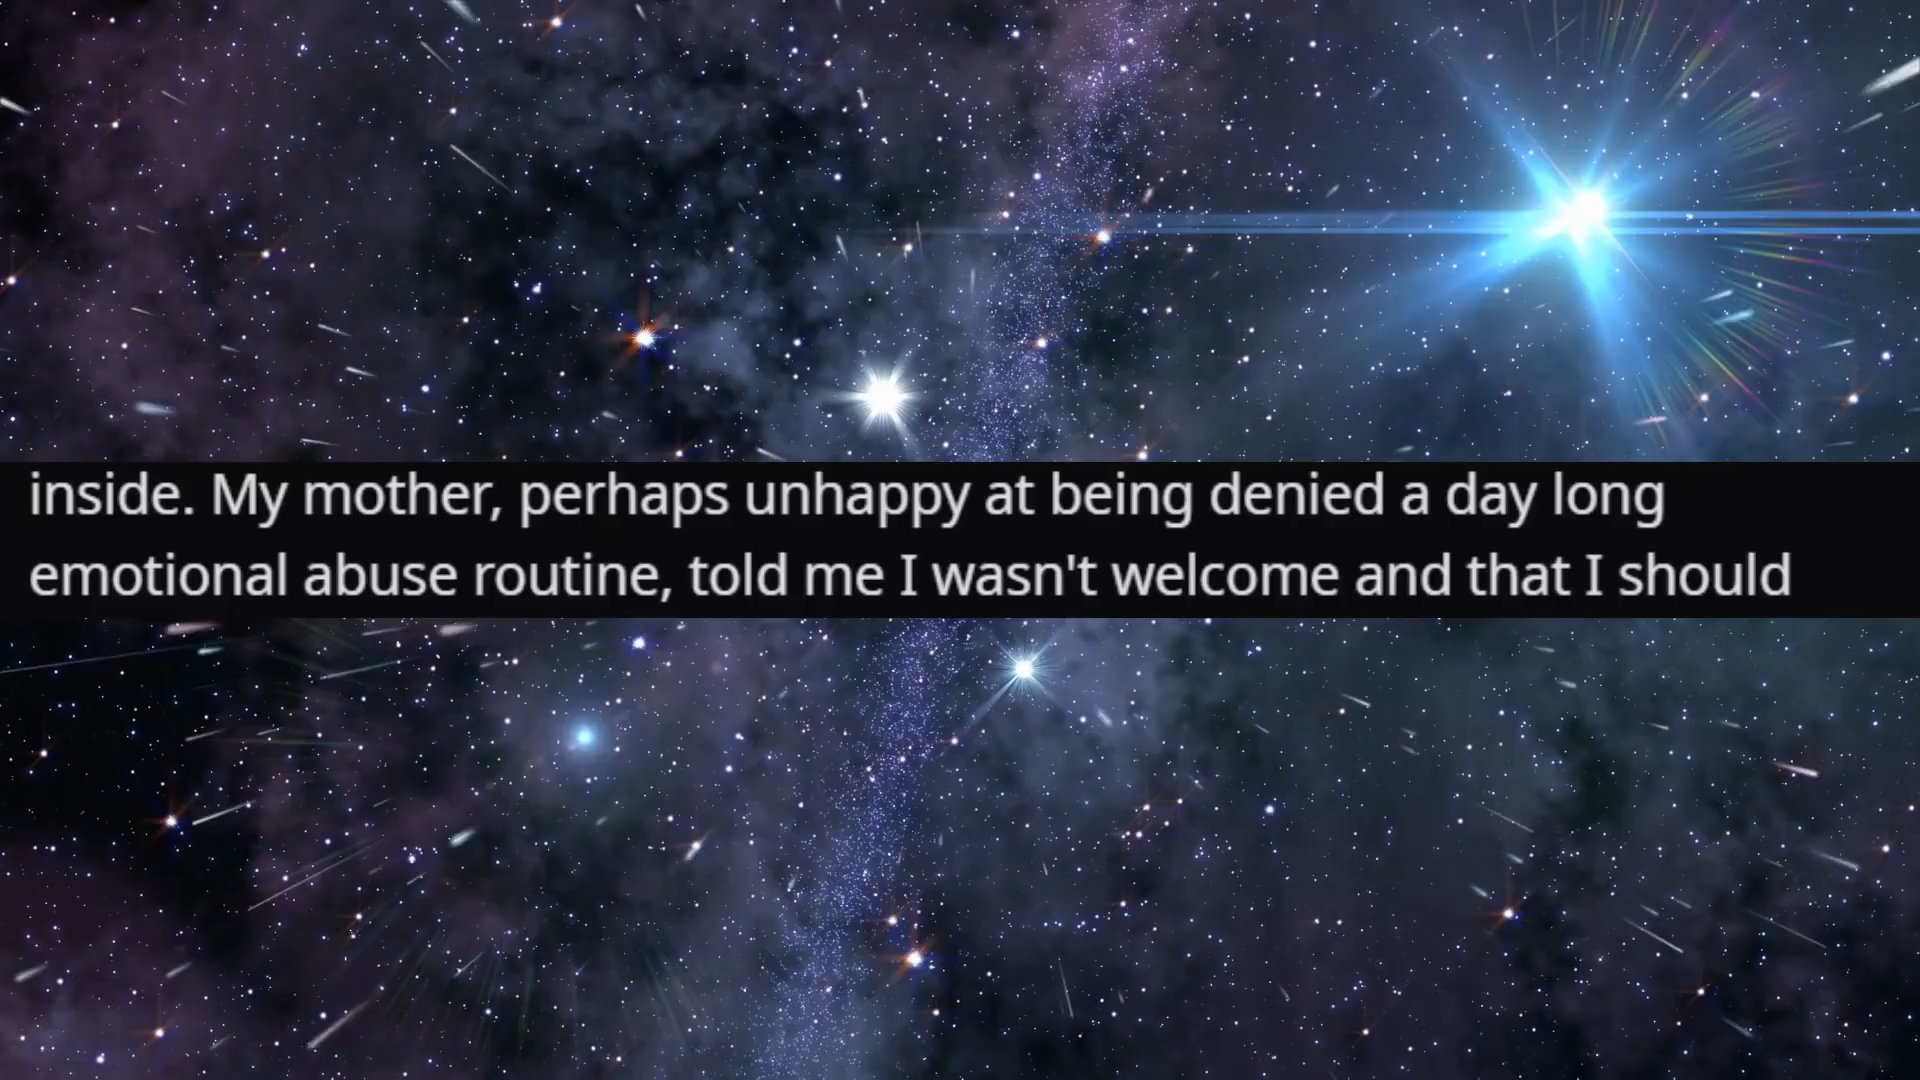 inside. My mother, perhaps unhappy at being denied a day long
emotional abuse routine, told me I wasn't welcome and that I should